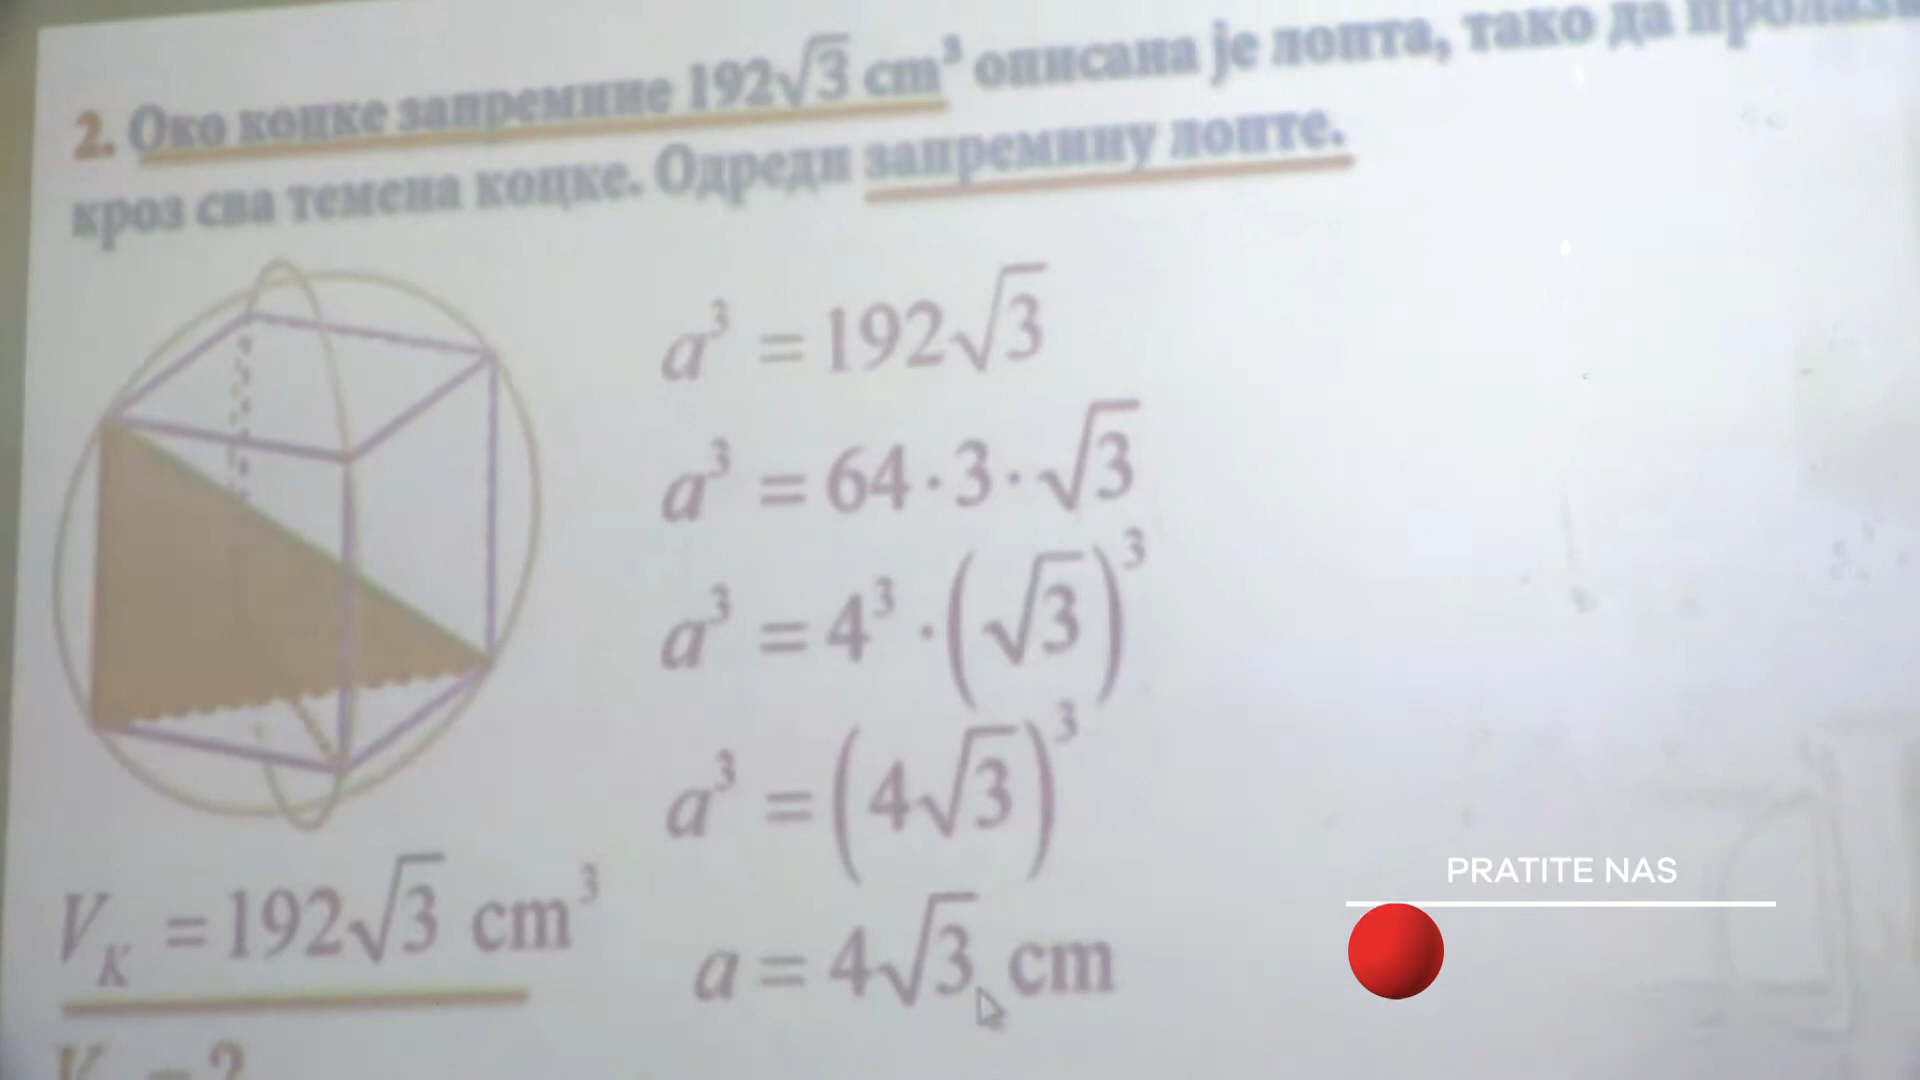 2. Око коцке запремине 192√3 cm³ описана је лопта, тако да пролази
кроз сва темена коцке. Одреди запремину лопте.
a³ = 192√3
a³ = 64 · 3 · √3
a³ = 4³ · (√3)³
a³ = (4√3)³
a = 4√3 cm
V_K = 192√3 cm³
PRATITE NAS